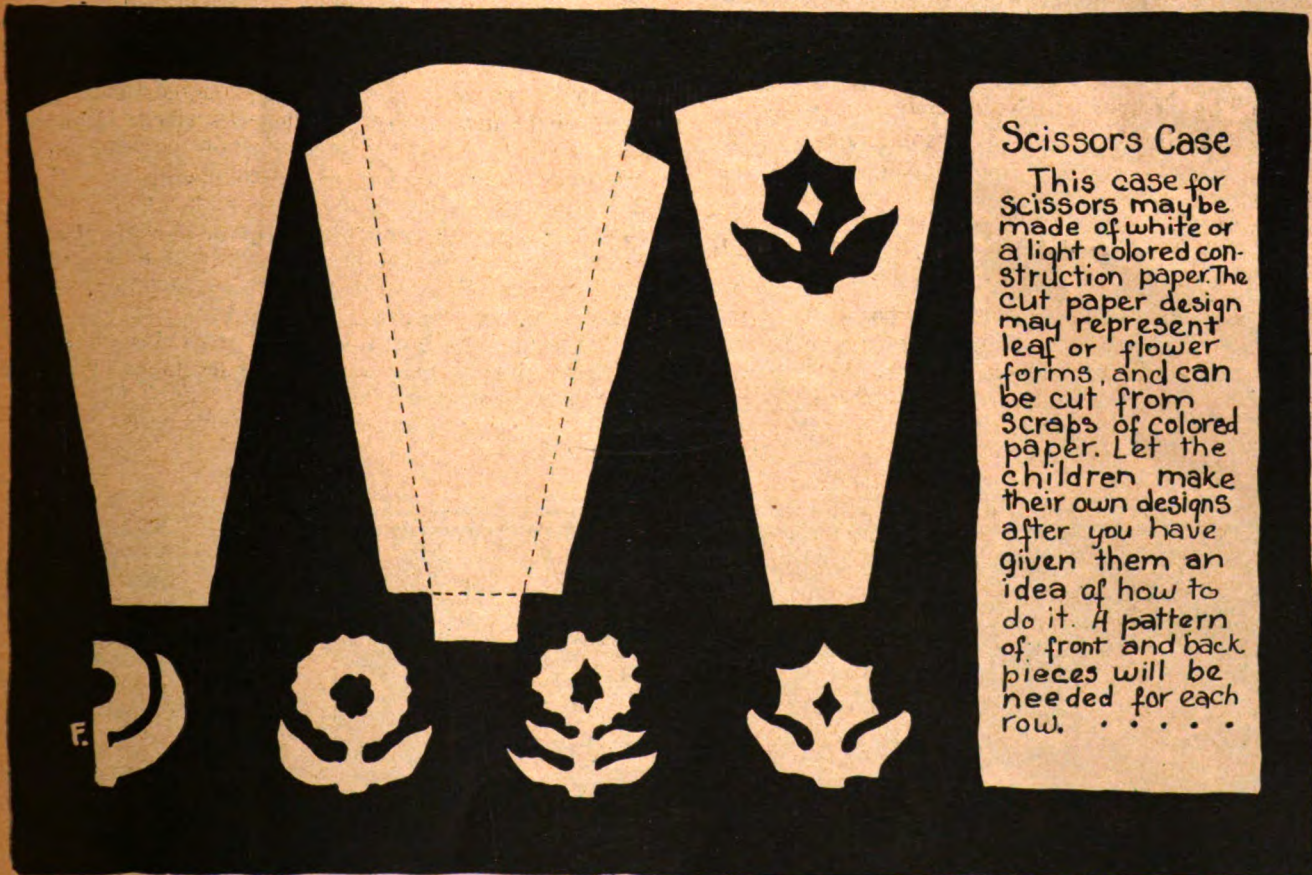 Scissors Case
This case for
scissors may be
made of white or
a light colored con-
struction paper. The
cut paper design
may represent
leaf or flower
forms, and can
be cut from
scraps of colored
paper. Let the
children make
their own designs
after you have
given them an
idea of how to
do it. A pattern
of front and back
pieces will be
needed for each
row. . . . . .
F.